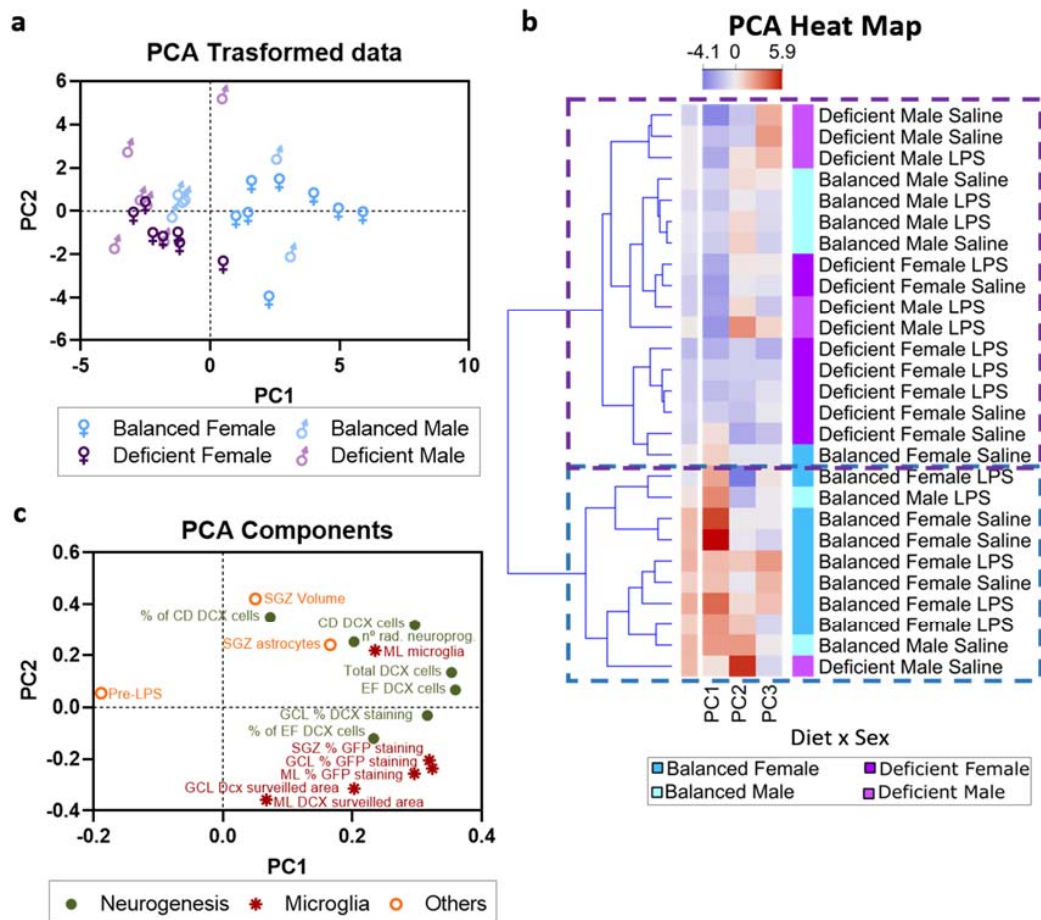 a
PCA Trasformed data
6
4
2
0
-2
-4
-6
-5
0
5
10
PC2
PC1
Balanced Female
Balanced Male
Deficient Female
Deficient Male
b
PCA Heat Map
-4.1 0 5.9
Deficient Male Saline
Deficient Male Saline
Deficient Male LPS
Balanced Male Saline
Balanced Male LPS
Balanced Male LPS
Balanced Male Saline
Deficient Female LPS
Deficient Female Saline
Deficient Male LPS
Deficient Male LPS
Deficient Female LPS
Deficient Female LPS
Deficient Female LPS
Deficient Female Saline
Deficient Female Saline
Balanced Female Saline
Balanced Female LPS
Balanced Male LPS
Balanced Female Saline
Balanced Female Saline
Balanced Female LPS
Balanced Female Saline
Balanced Female LPS
Balanced Female LPS
Balanced Male Saline
Deficient Male Saline
PC1
PC2
PC3
Diet x Sex
Balanced Female
Deficient Female
Balanced Male
Deficient Male
c
PCA Components
0.6
0.4
0.2
0.0
-0.2
-0.4
-0.2
0.0
0.2
0.4
PC2
PC1
SGZ Volume
% of CD DCX cells
CD DCX cells
nº rad. neuroprog.
SGZ astrocytes
ML microglia
Total DCX cells
EF DCX cells
Pre-LPS
GCL % DCX staining
% of EF DCX cells
SGZ % GFP staining
GCL % GFP staining
ML % GFP staining
GCL Dcx surveilled area
ML DCX surveilled area
Neurogenesis
Microglia
Others